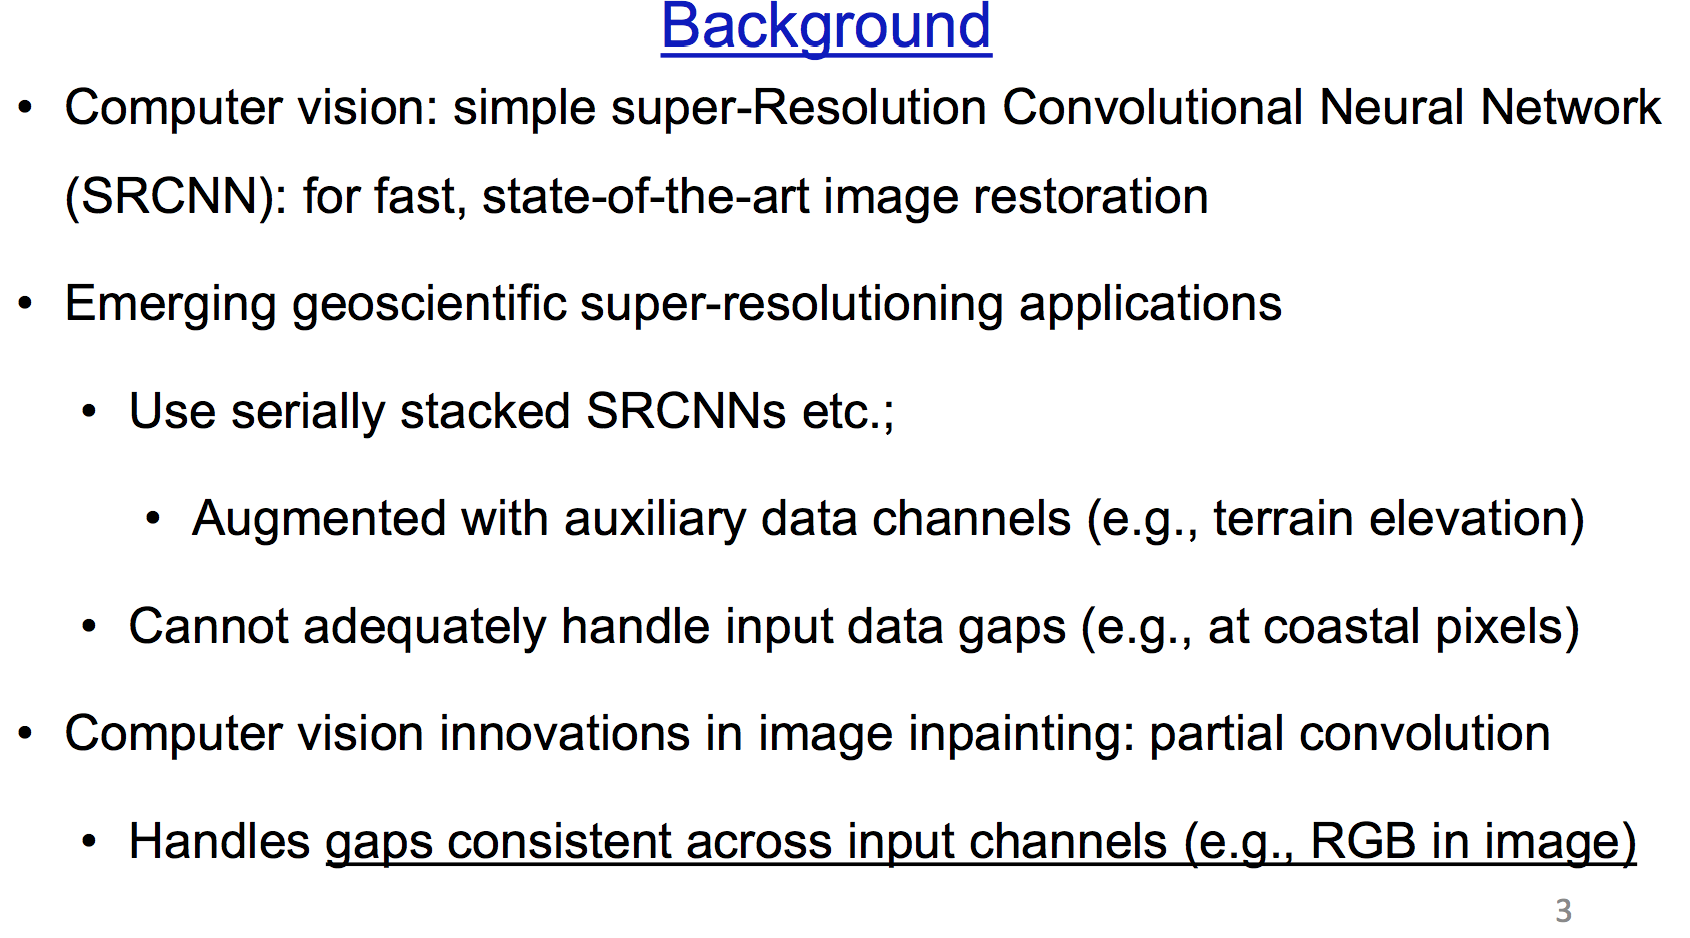 Background
• Computer vision: simple super-Resolution Convolutional Neural Network
(SRCNN): for fast, state-of-the-art image restoration
• Emerging geoscientific super-resolutioning applications
• Use serially stacked SRCNNs etc.;
• Augmented with auxiliary data channels (e.g., terrain elevation)
• Cannot adequately handle input data gaps (e.g., at coastal pixels)
• Computer vision innovations in image inpainting: partial convolution
• Handles gaps consistent across input channels (e.g., RGB in image)
3